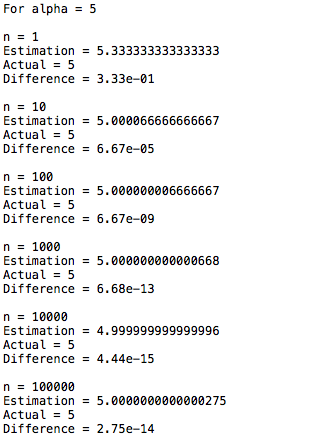 For alpha = 5
n = 1
Estimation = 5.333333333333333
Actual = 5
Difference = 3.33e-01
n = 10
Estimation = 5.000066666666667
Actual = 5
Difference = 6.67e-05
n = 100
Estimation = 5.000000006666667
Actual = 5
Difference = 6.67e-09
n = 1000
Estimation = 5.000000000000668
Actual = 5
Difference = 6.68e-13
n = 10000
Estimation = 4.999999999999996
Actual = 5
Difference = 4.44e-15
n = 100000
Estimation = 5.0000000000000275
Actual = 5
Difference = 2.75e-14